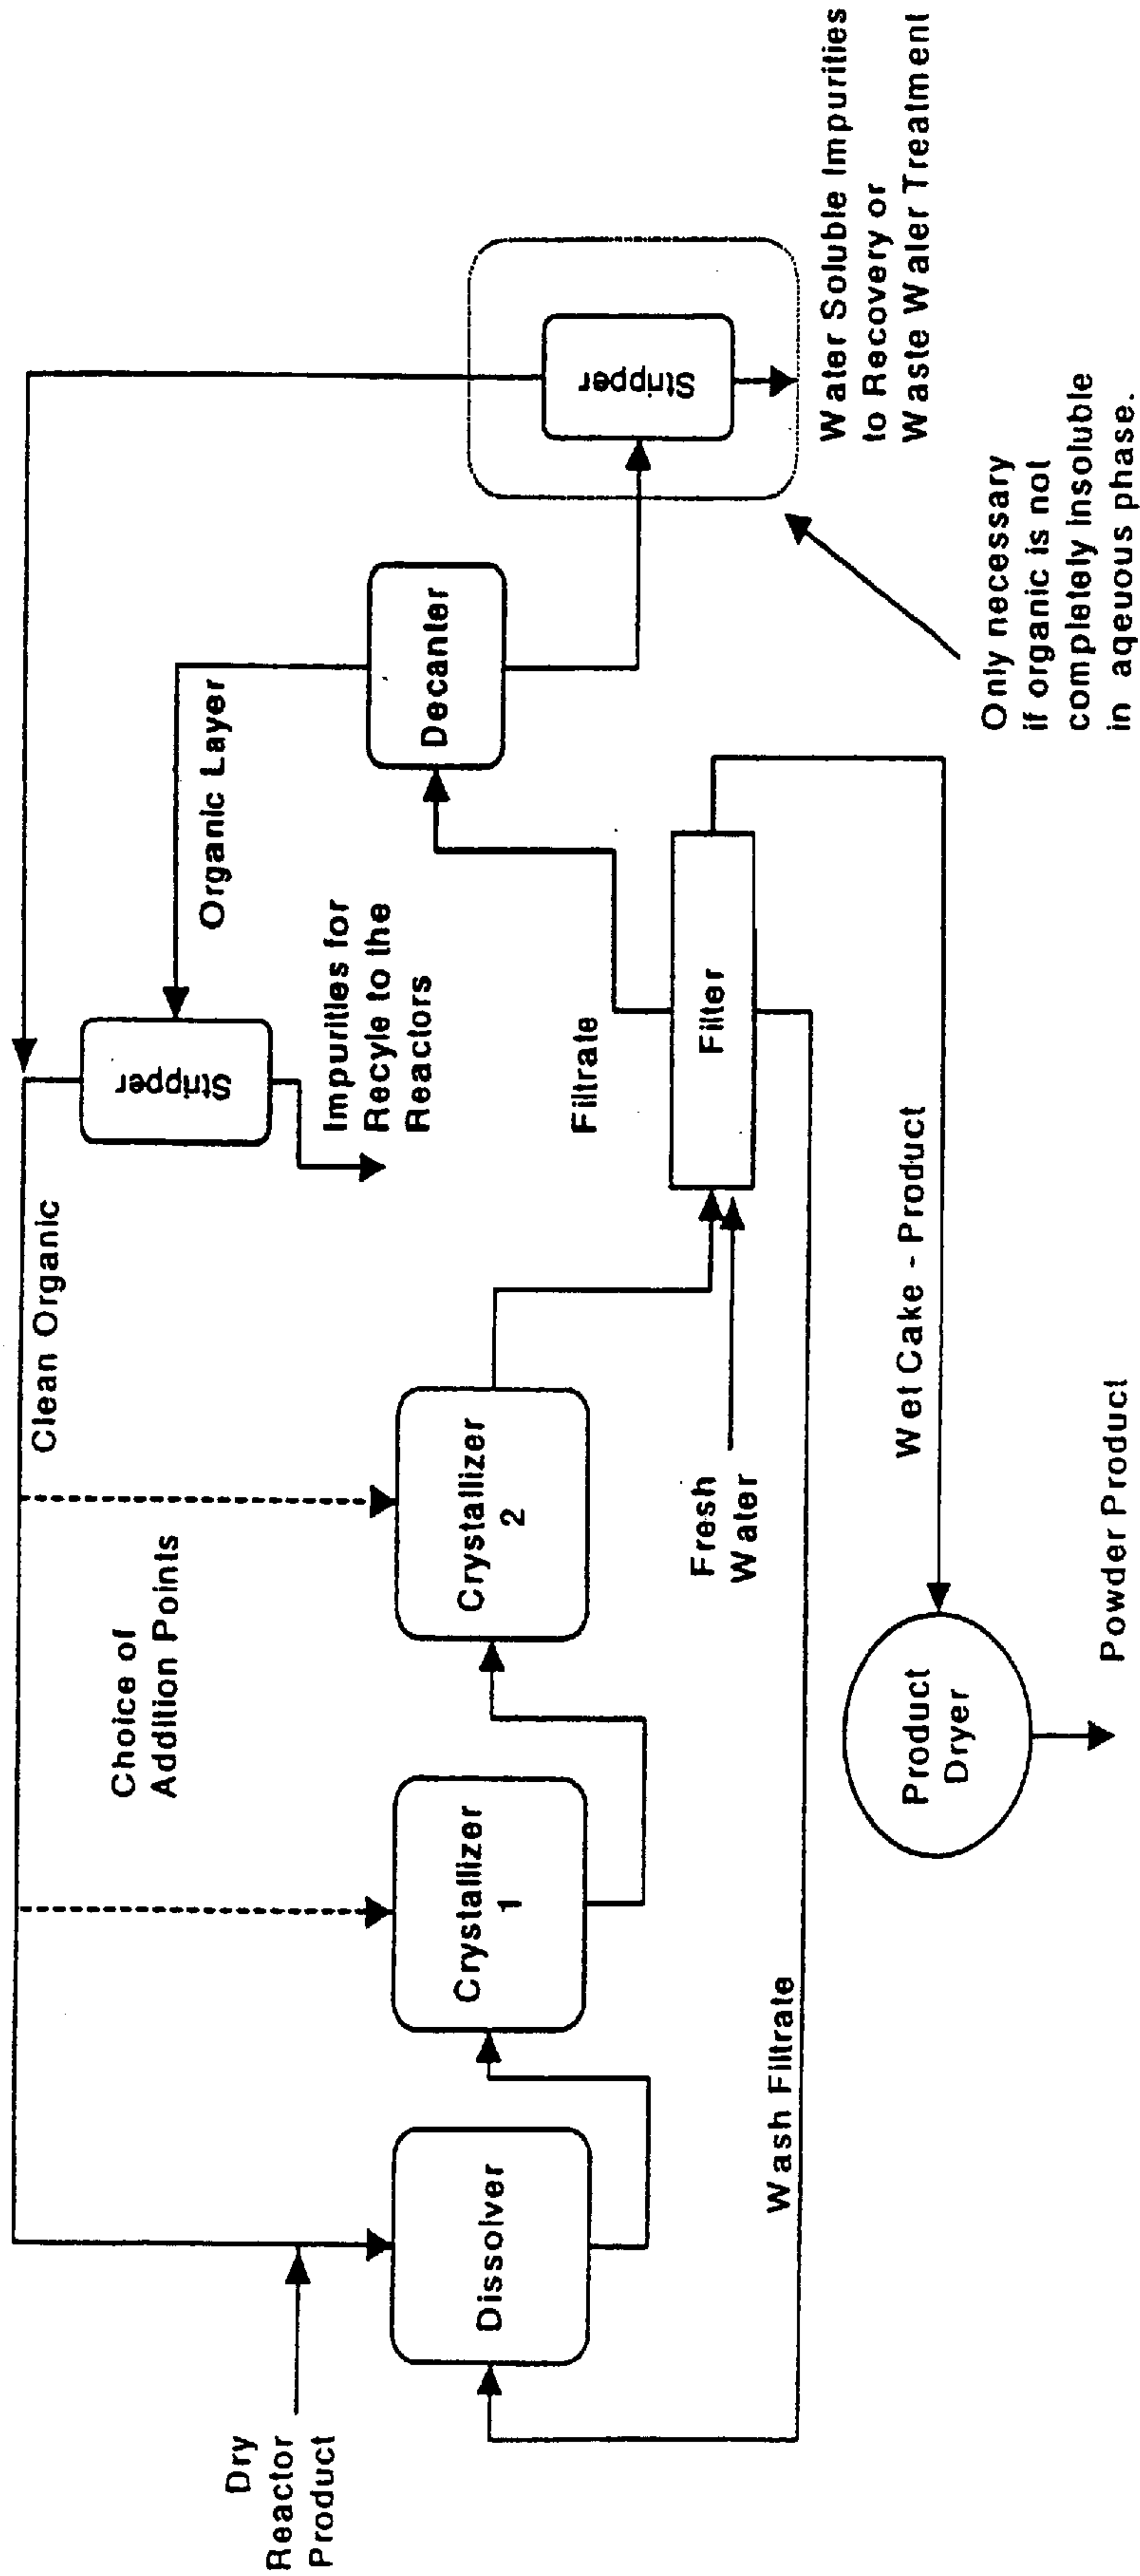 Dry
Reactor
Product
Clean Organic
Choice of
Addition Points
Dissolver
Crystallizer
1
Crystallizer
2
Stripper
Organic Layer
Impurities for
Recyle to the
Reactors
Decanter
Stripper
Filtrate
Fresh
Water
Filter
Wash Filtrate
Wet Cake - Product
Product
Dryer
Powder Product
Water Soluble Impurities
to Recovery or
Waste Water Treatment
Only necessary
if organic is not
completely insoluble
in aqeuous phase.